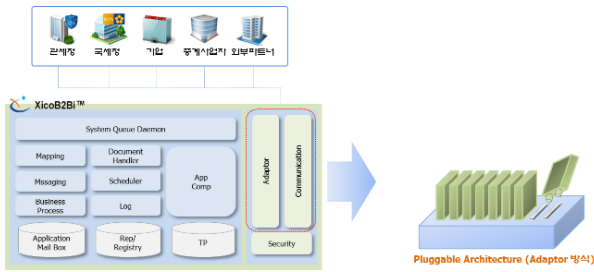 관세청
국세청
기업
중계사업자
외부파트너
XicoB2Bi™
System Queue Daemon
Mapping
Document
Handler
App
Comp
Mssaging
Scheduler
Business
Process
Log
Application
Mail Box
Rep/
Registry
TP
Adaptor
Communication
Security
Pluggable Architecture (Adaptor 방식)